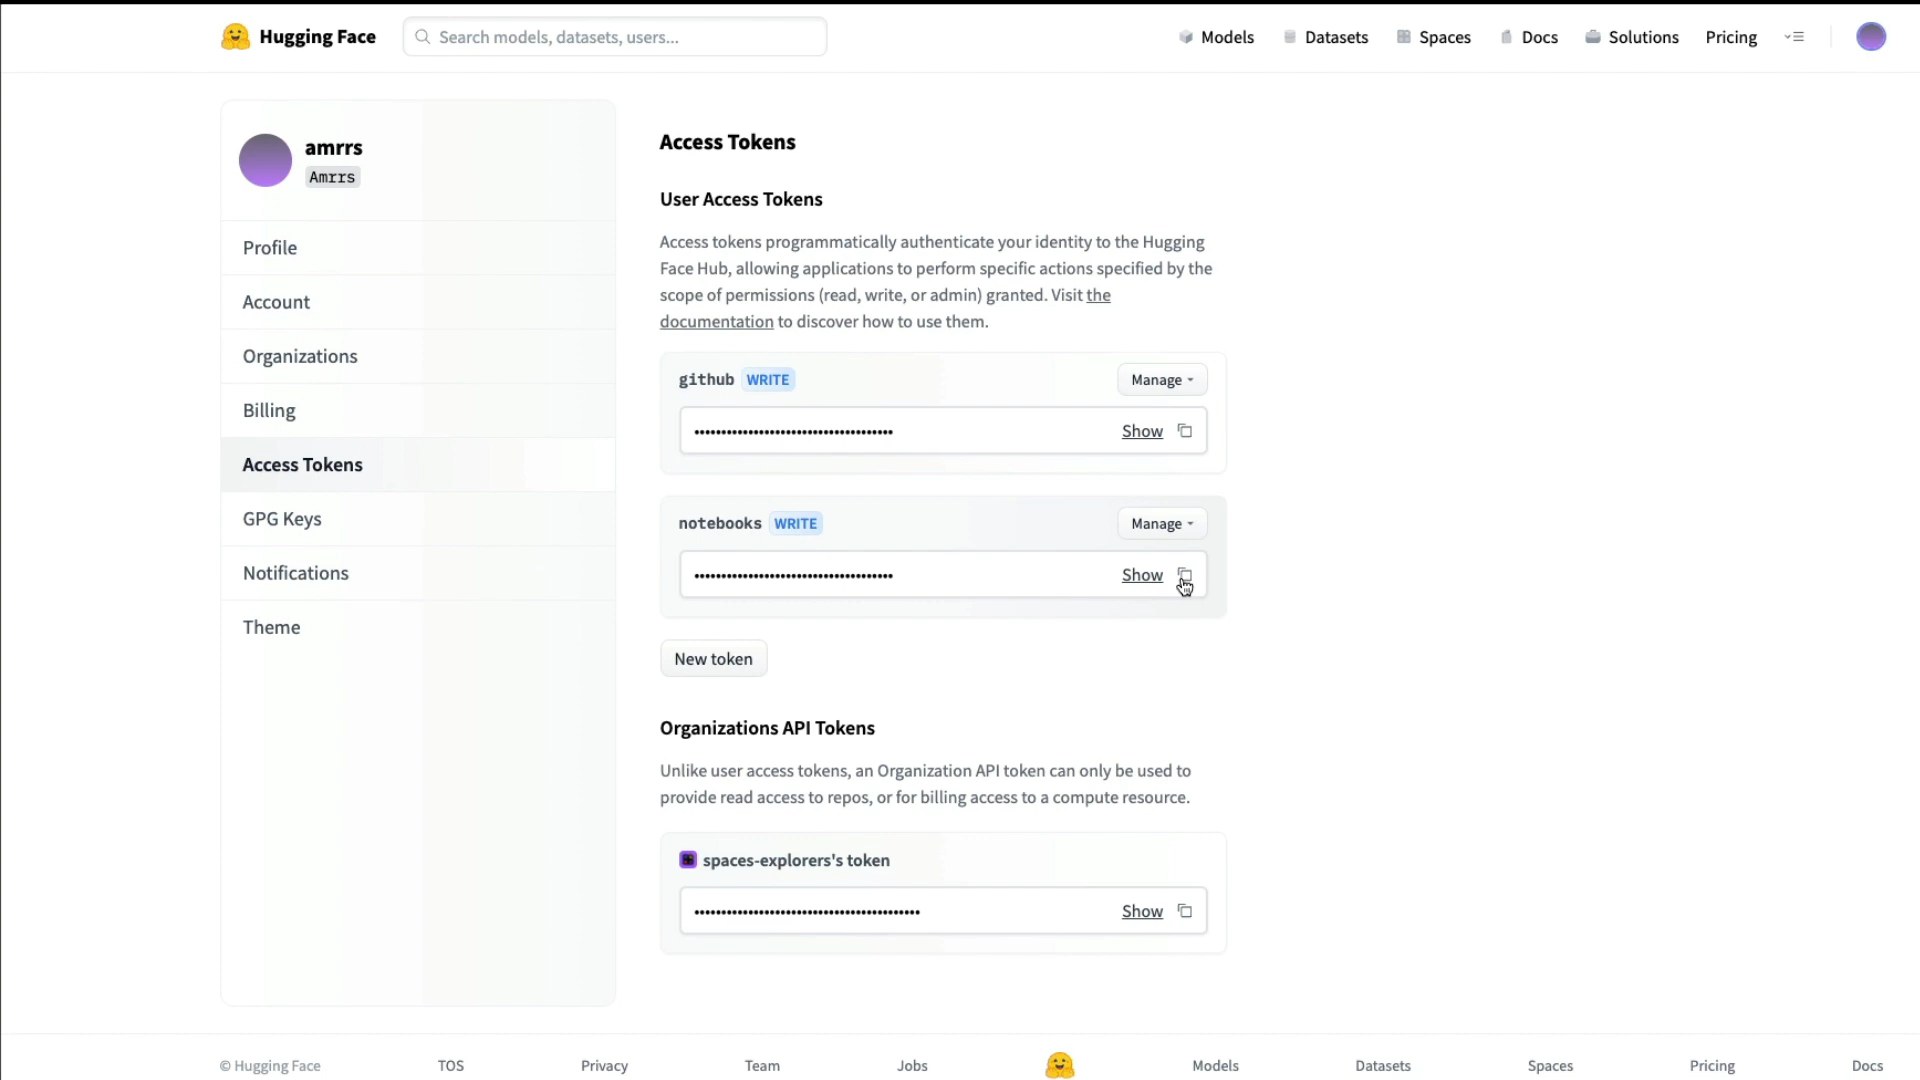 Hugging Face
Search models, datasets, users...
Models
Datasets
Spaces
Docs
Solutions
Pricing
amrrs
Amrrs
Profile
Account
Organizations
Billing
Access Tokens
GPG Keys
Notifications
Theme
Access Tokens
User Access Tokens
Access tokens programmatically authenticate your identity to the Hugging
Face Hub, allowing applications to perform specific actions specified by the
scope of permissions (read, write, or admin) granted. Visit the
documentation to discover how to use them.
github WRITE
Manage
Show
notebooks WRITE
Manage
Show
New token
Organizations API Tokens
Unlike user access tokens, an Organization API token can only be used to
provide read access to repos, or for billing access to a compute resource.
spaces-explorers's token
Show
© Hugging Face
TOS
Privacy
Team
Jobs
Models
Datasets
Spaces
Pricing
Docs